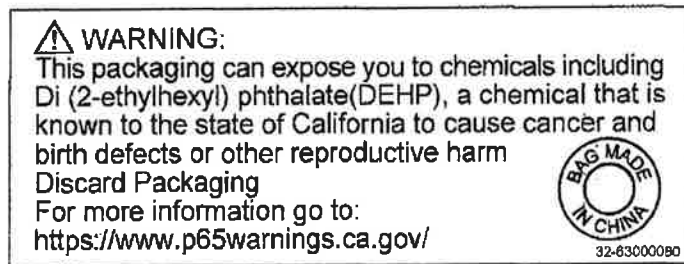 ⚠ WARNING:
This packaging can expose you to chemicals including
Di (2-ethylhexyl) phthalate(DEHP), a chemical that is
known to the state of California to cause cancer and
birth defects or other reproductive harm
Discard Packaging
For more information go to:
https://www.p65warnings.ca.gov/
BAG MADE
IN CHINA
32-630000B0